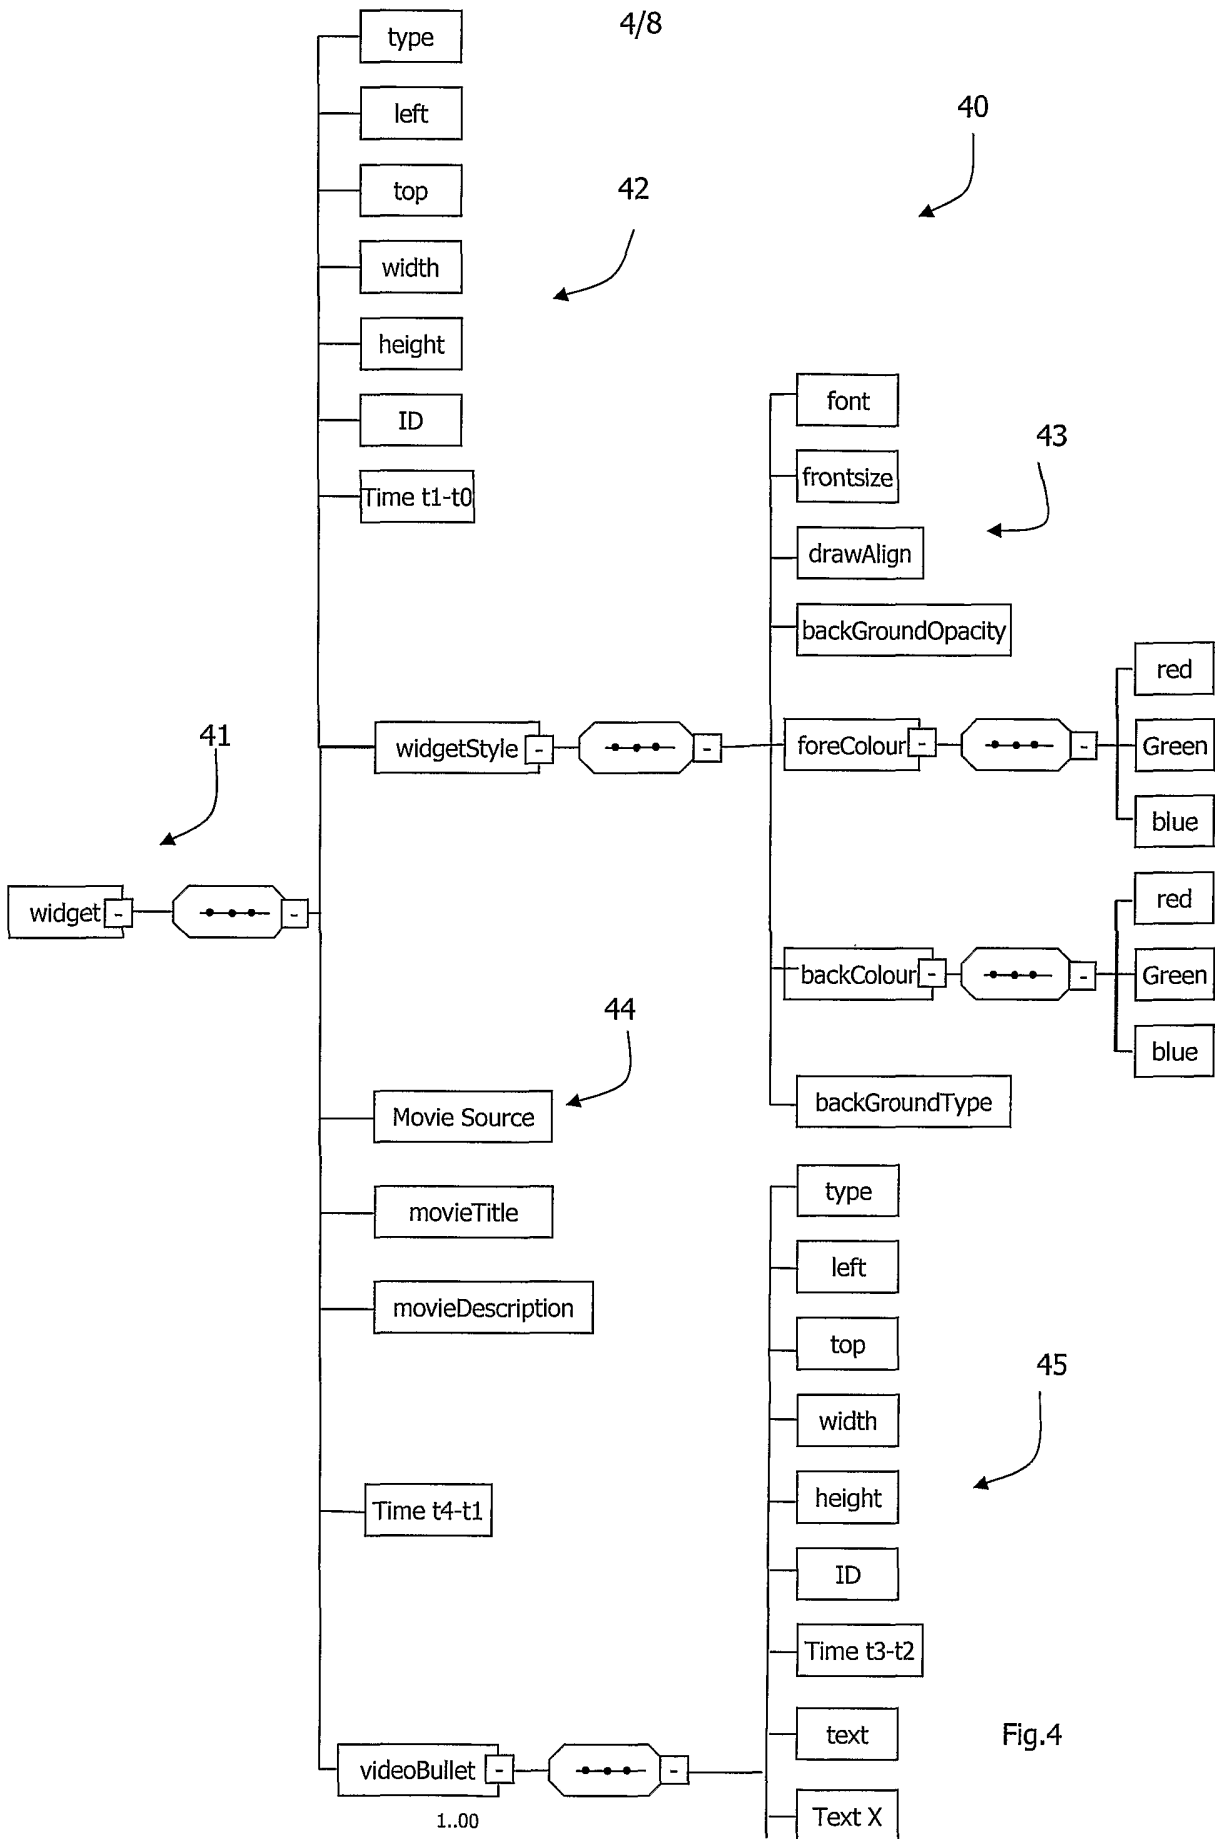 4/8
type
left
top
width
height
ID
Time t1-t0
40
42
font
frontsize
drawAlign
backGroundOpacity
43
widgetStyle -
-
foreColour -
-
red
Green
blue
41
widget -
-
backColour -
-
red
Green
blue
backGroundType
44
Movie Source
movieTitle
movieDescription
Time t4-t1
videoBullet -
-
1..00
type
left
top
width
height
ID
Time t3-t2
text
Text X
45
Fig.4